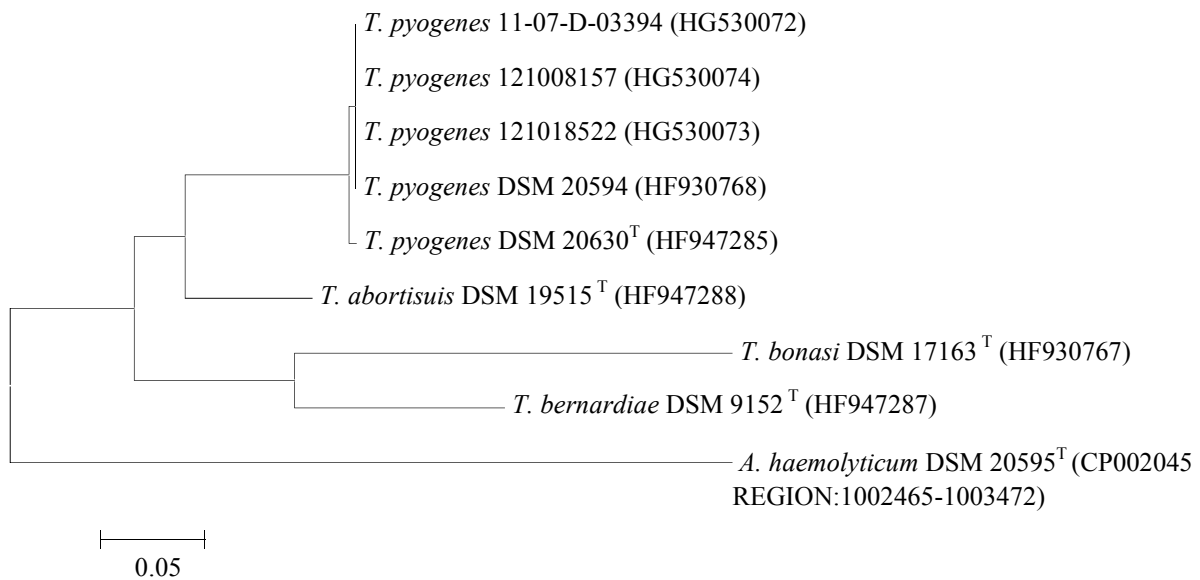 T. pyogenes 11-07-D-03394 (HG530072)
T. pyogenes 121008157 (HG530074)
T. pyogenes 121018522 (HG530073)
T. pyogenes DSM 20594 (HF930768)
T. pyogenes DSM 20630ᵀ (HF947285)
T. abortisuis DSM 19515 ᵀ (HF947288)
T. bonasi DSM 17163 ᵀ (HF930767)
T. bernardiae DSM 9152 ᵀ (HF947287)
A. haemolyticum DSM 20595ᵀ (CP002045
REGION:1002465-1003472)
0.05